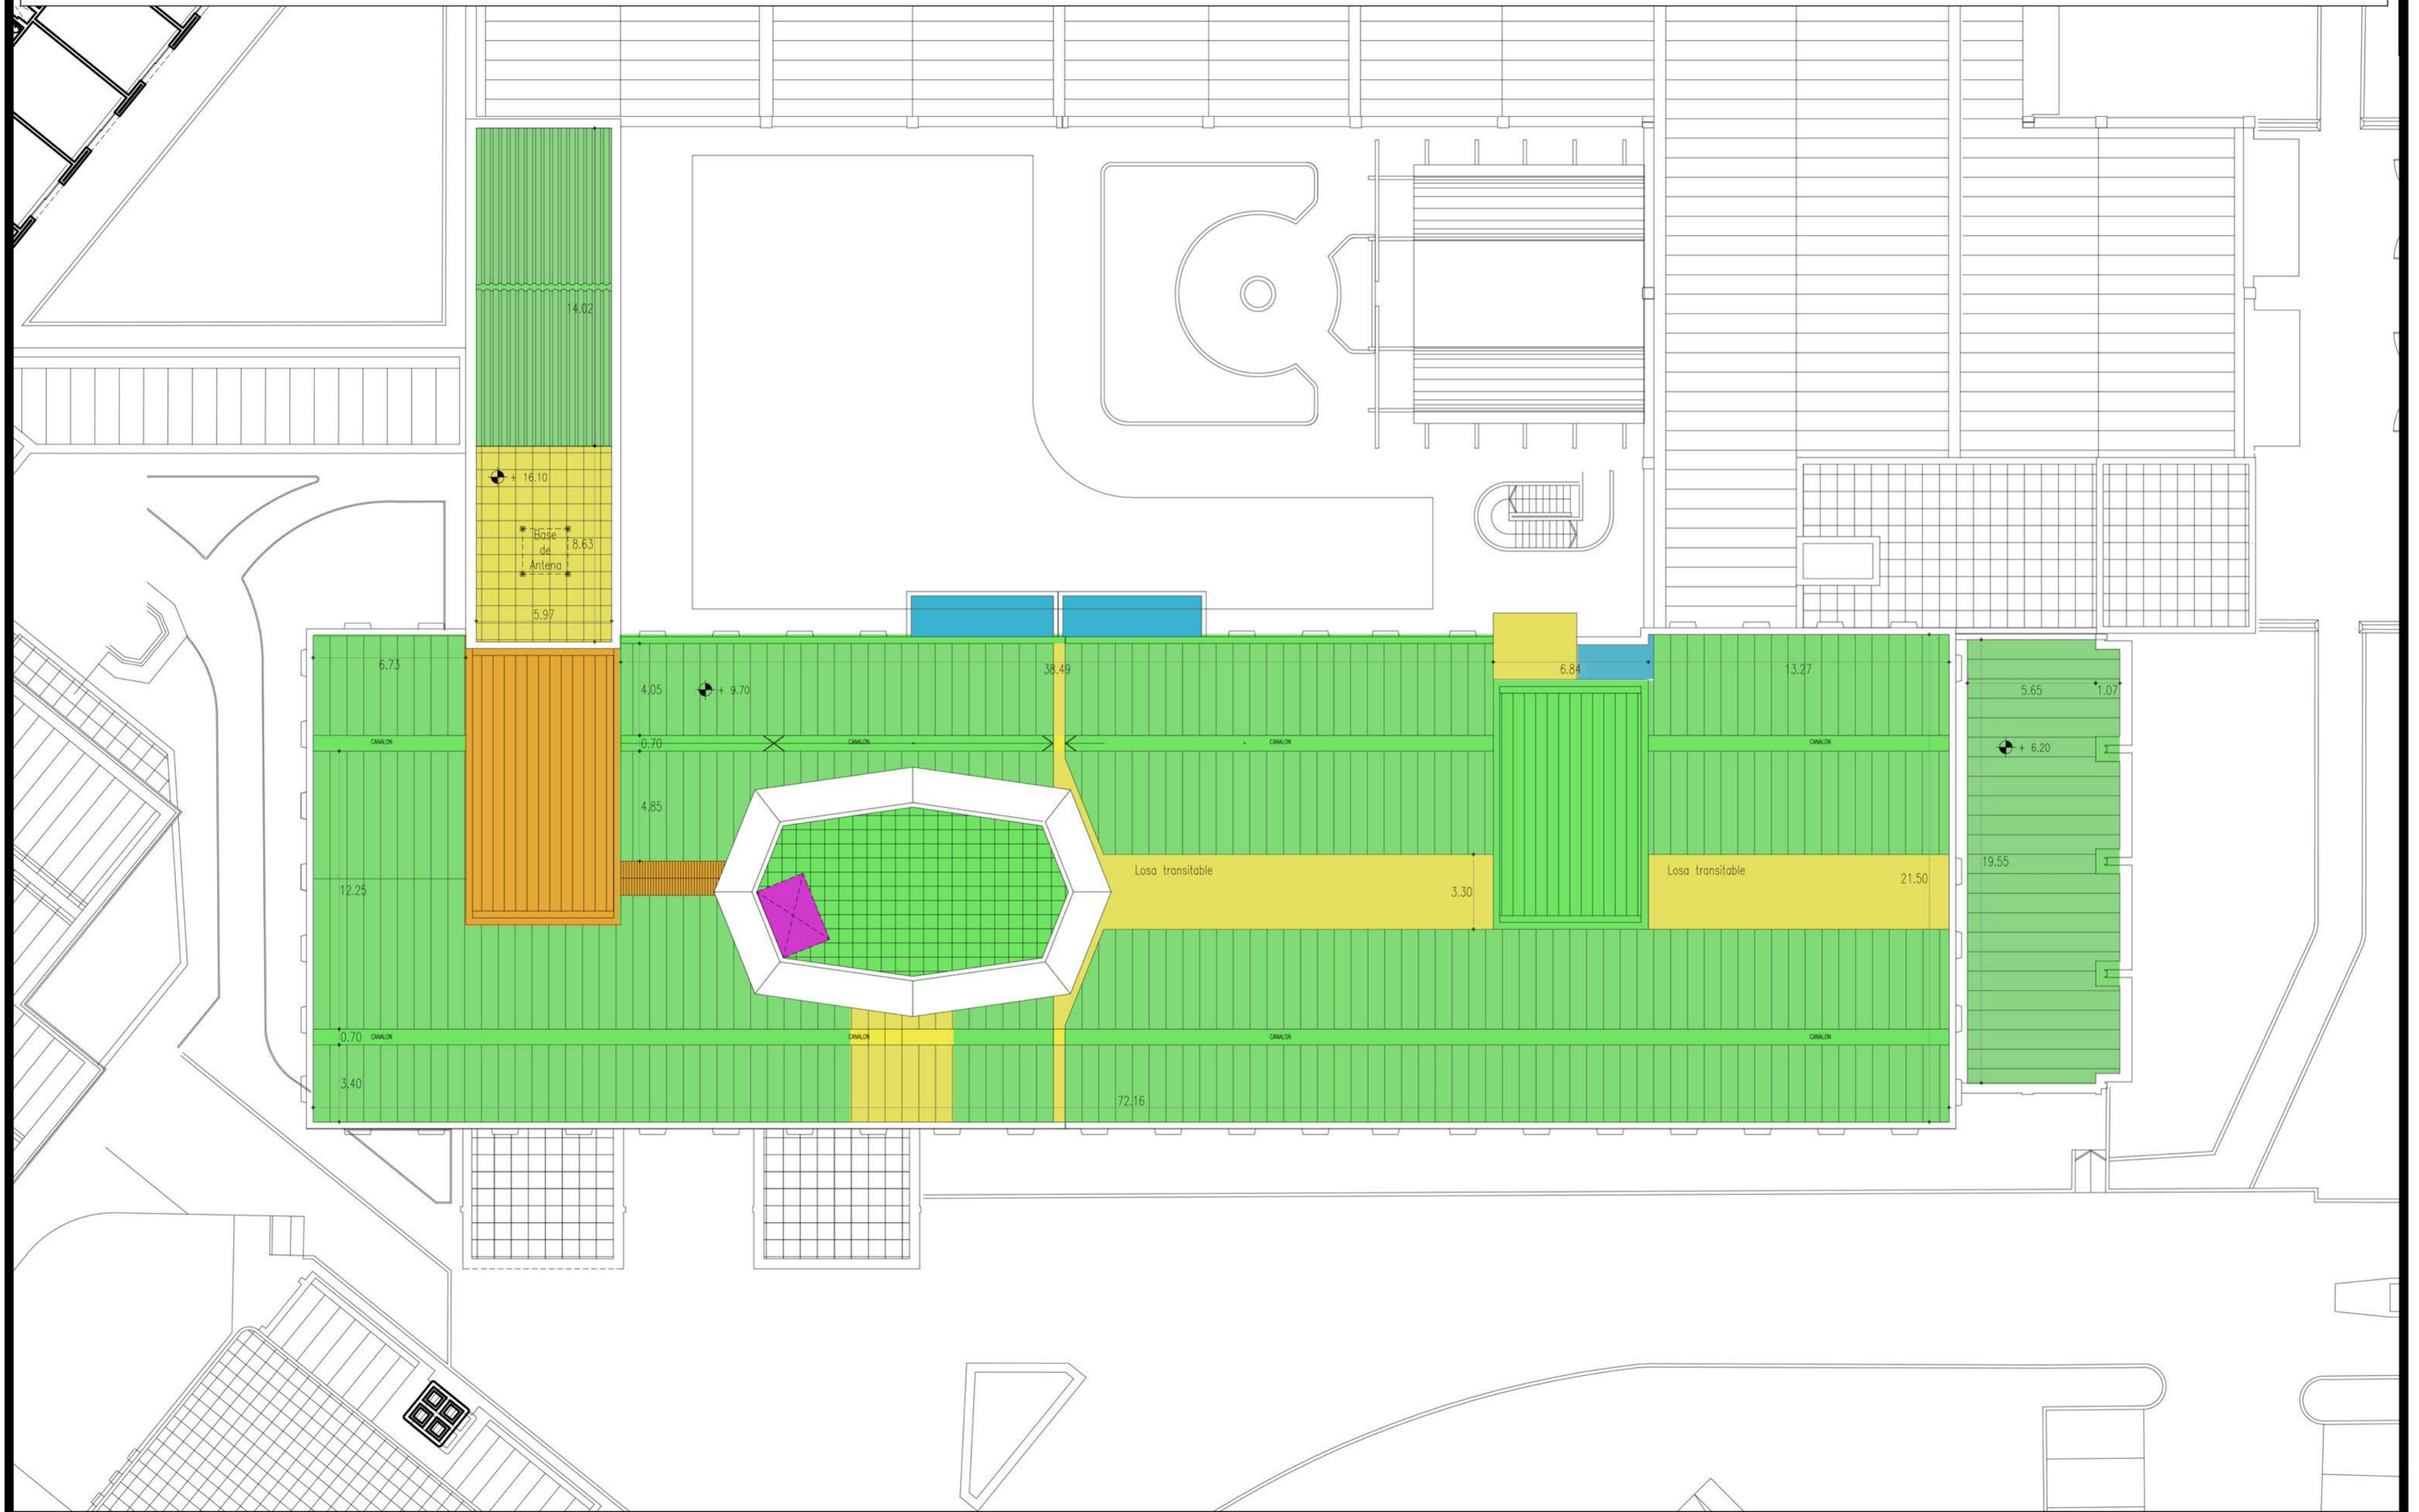 14.02
+ 16.10
Base
de
Antena
8.63
5.97
6.73
4.05
+ 9.70
38.49
6.84
13.27
5.65
1.07
CANALON
0.70
CANALON
CANALON
CANALON
+ 6.20
4.85
12.25
Losa transitable
3.30
Losa transitable
21.50
19.55
0.70
CANALON
CANALON
CANALON
CANALON
3.40
72.16